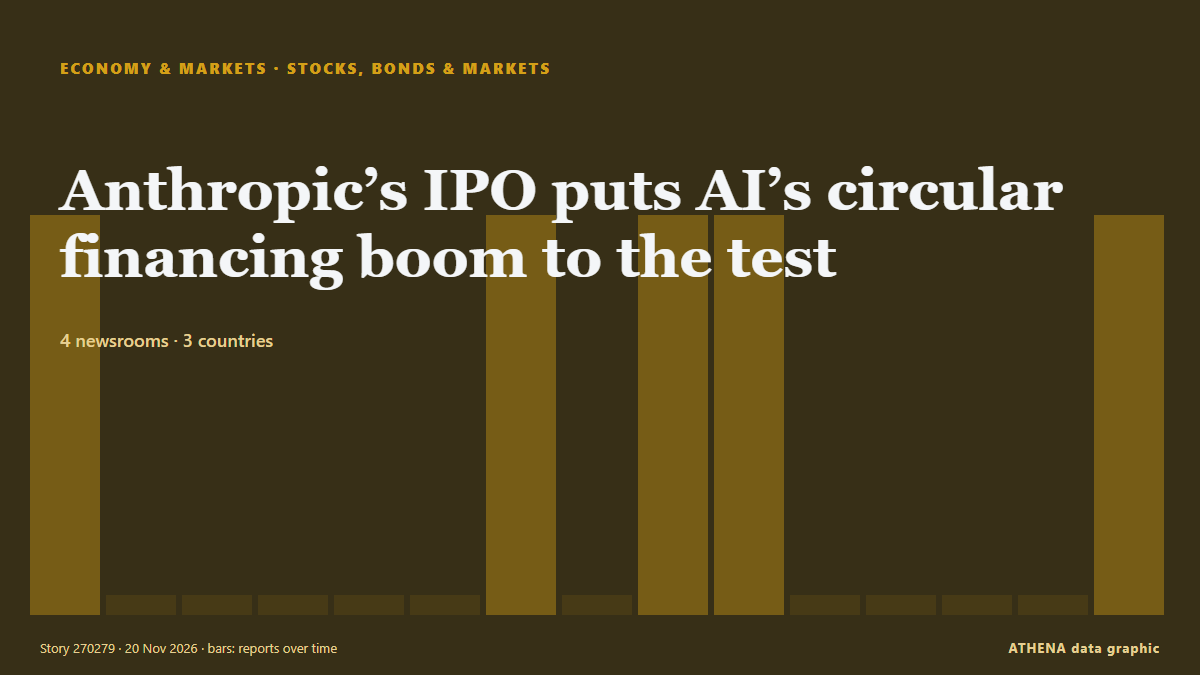 ECONOMY & MARKETS · STOCKS, BONDS & MARKETS
Anthropic’s IPO puts AI’s circular
financing boom to the test
4 newsrooms · 3 countries
Story 270279 · 20 Nov 2026 · bars: reports over time
ATHENA data graphic